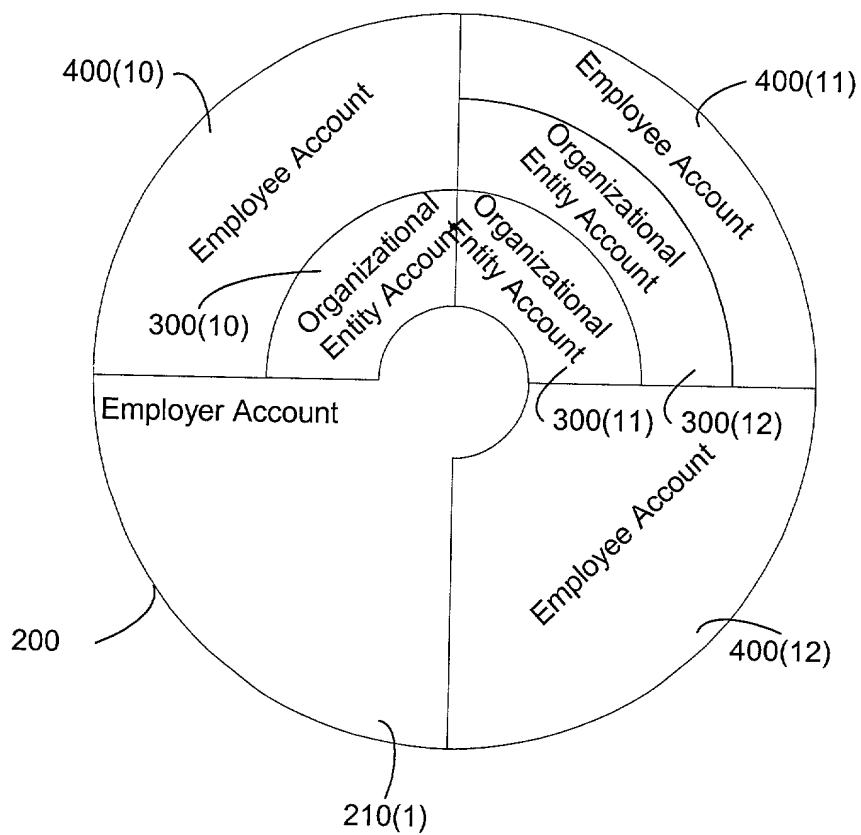 400(10)
Employee Account
Employee Account
400(11)
Organizational
Entity Account
Organizational
Entity Account
Organizational
Entity Account
300(10)
Employer Account
300(11)
300(12)
Employee Account
200
400(12)
210(1)